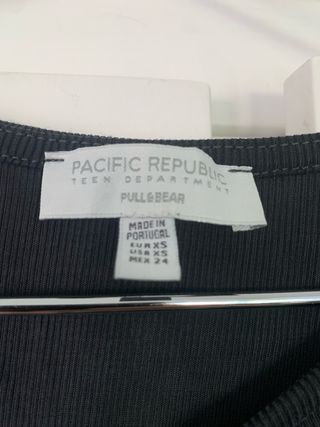 PACIFIC REPUBLIC
TEEN DEPARTMENT
PULL&BEAR
MADE IN
PORTUGAL
EUR XS
USA XS
MEX 24